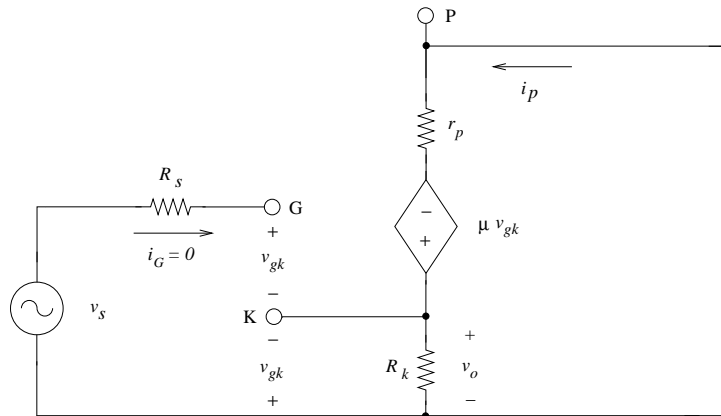 P
i_p
r_p
R_s
G
+
−
+
μ v_gk
i_G = 0
v_gk
−
v_s
K
−
+
v_gk
R_k
v_o
+
−